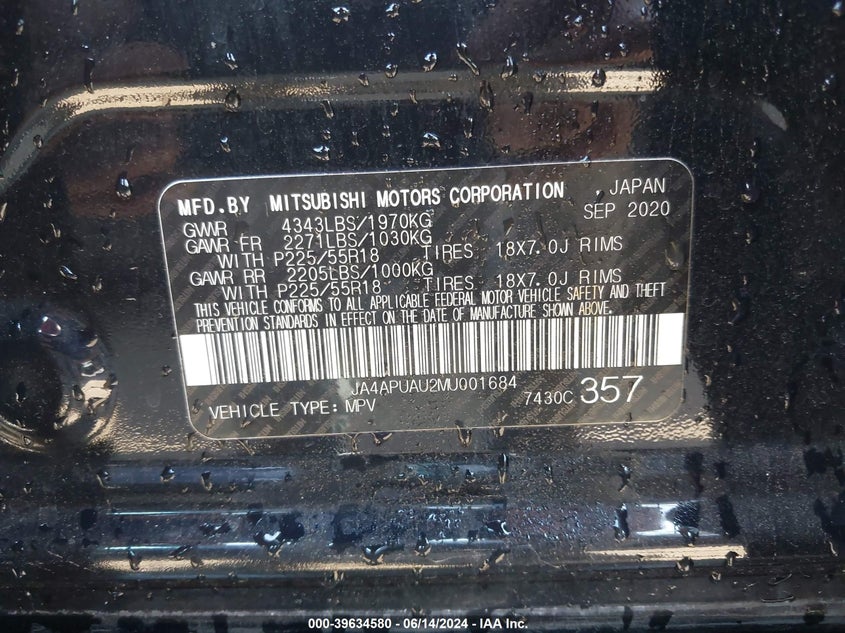 MFD.BY MITSUBISHI MOTORS CORPORATION , JAPAN
SEP 2020
GVWR 4343LBS/1970KG
GAWR FR 2271LBS/1030KG
WITH P225/55R18 TIRES 18X7.0J RIMS
GAWR RR 2205LBS/1000KG
WITH P225/55R18 TIRES 18X7.0J RIMS
THIS VEHICLE CONFORMS TO ALL APPLICABLE FEDERAL MOTOR VEHICLE SAFETY AND THEFT
PREVENTION STANDARDS IN EFFECT ON THE DATE OF MANUFACTURE SHOWN ABOVE.
JA4APUAU2MU001684
VEHICLE TYPE: MPV 7430C 357
000-39634580 - 06/14/2024 - IAA Inc.